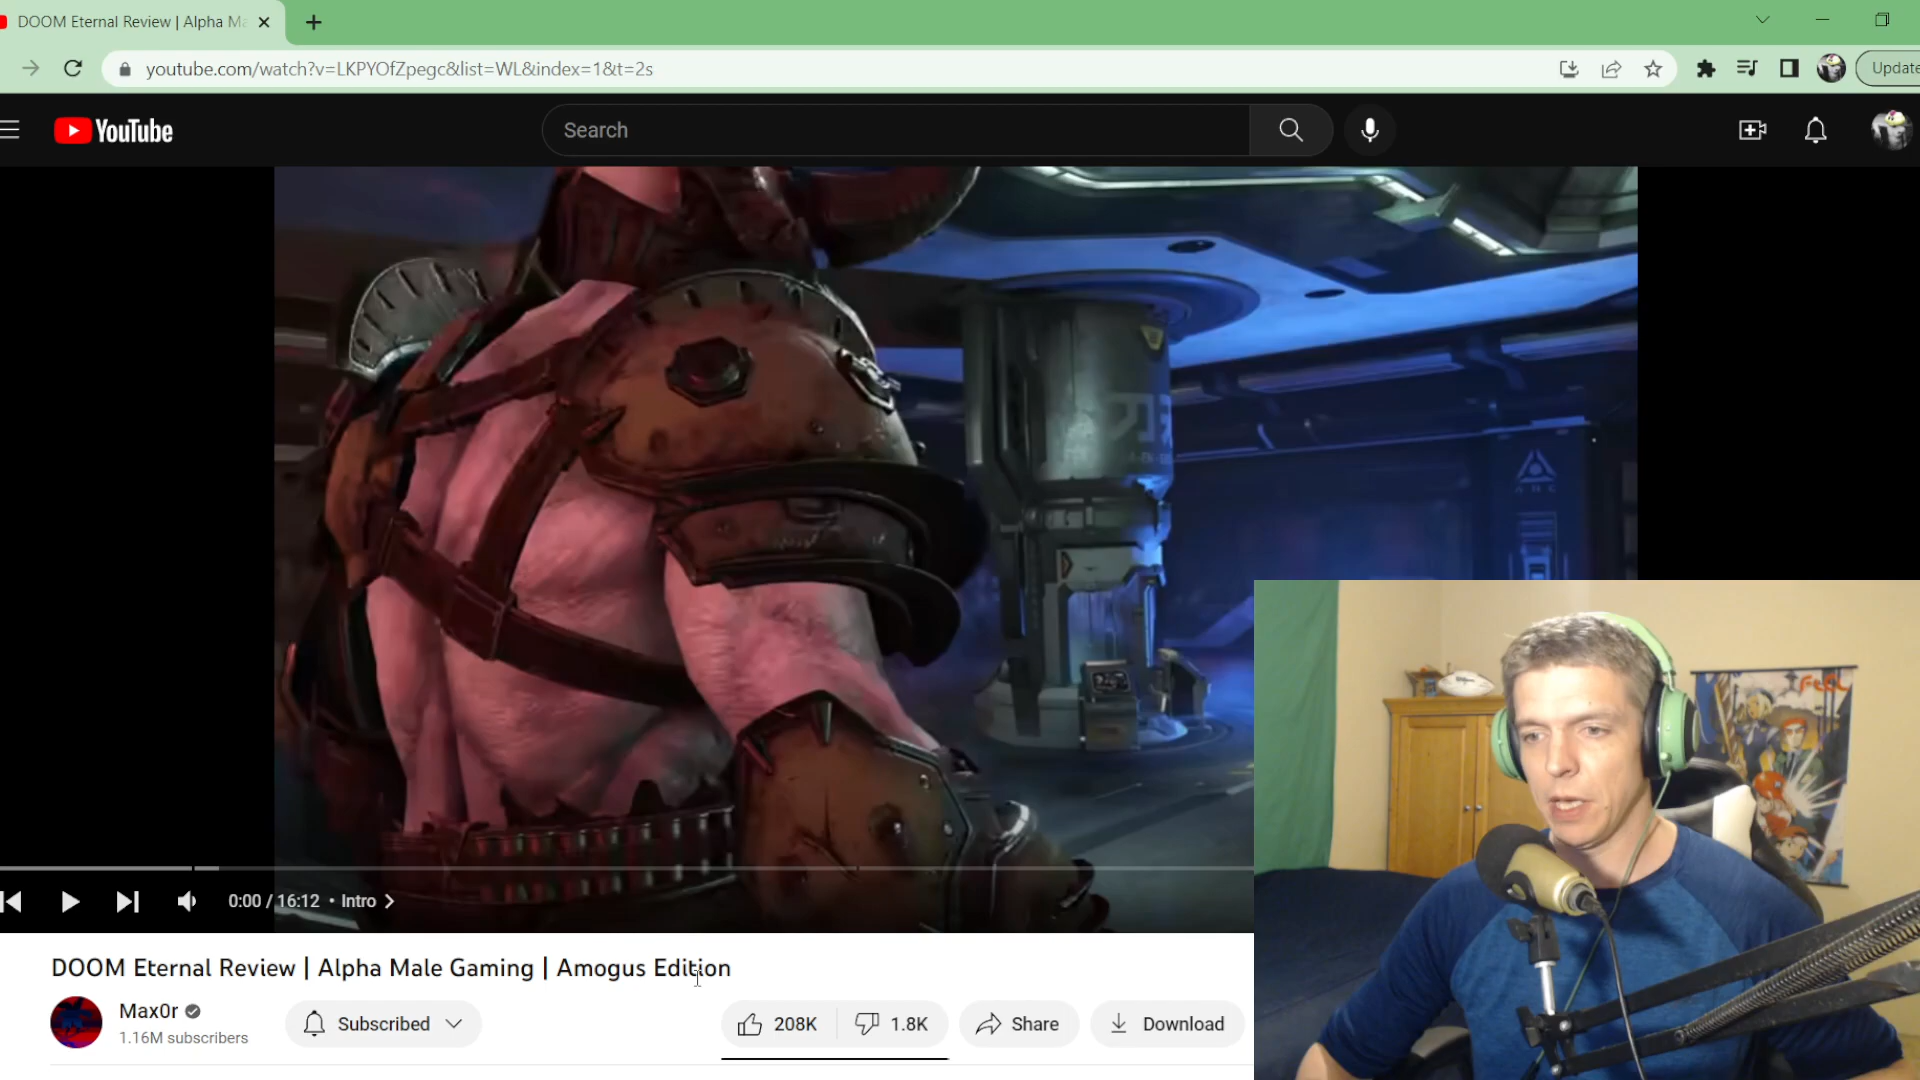 DOOM Eternal Review | Alpha Ma
youtube.com/watch?v=LKPYOfZpegc&list=WL&index=1&t=2s
Update
YouTube
Search
0:00 / 16:12 • Intro
DOOM Eternal Review | Alpha Male Gaming | Amogus Edition
Max0r
1.16M subscribers
Subscribed
208K
1.8K
Share
Download